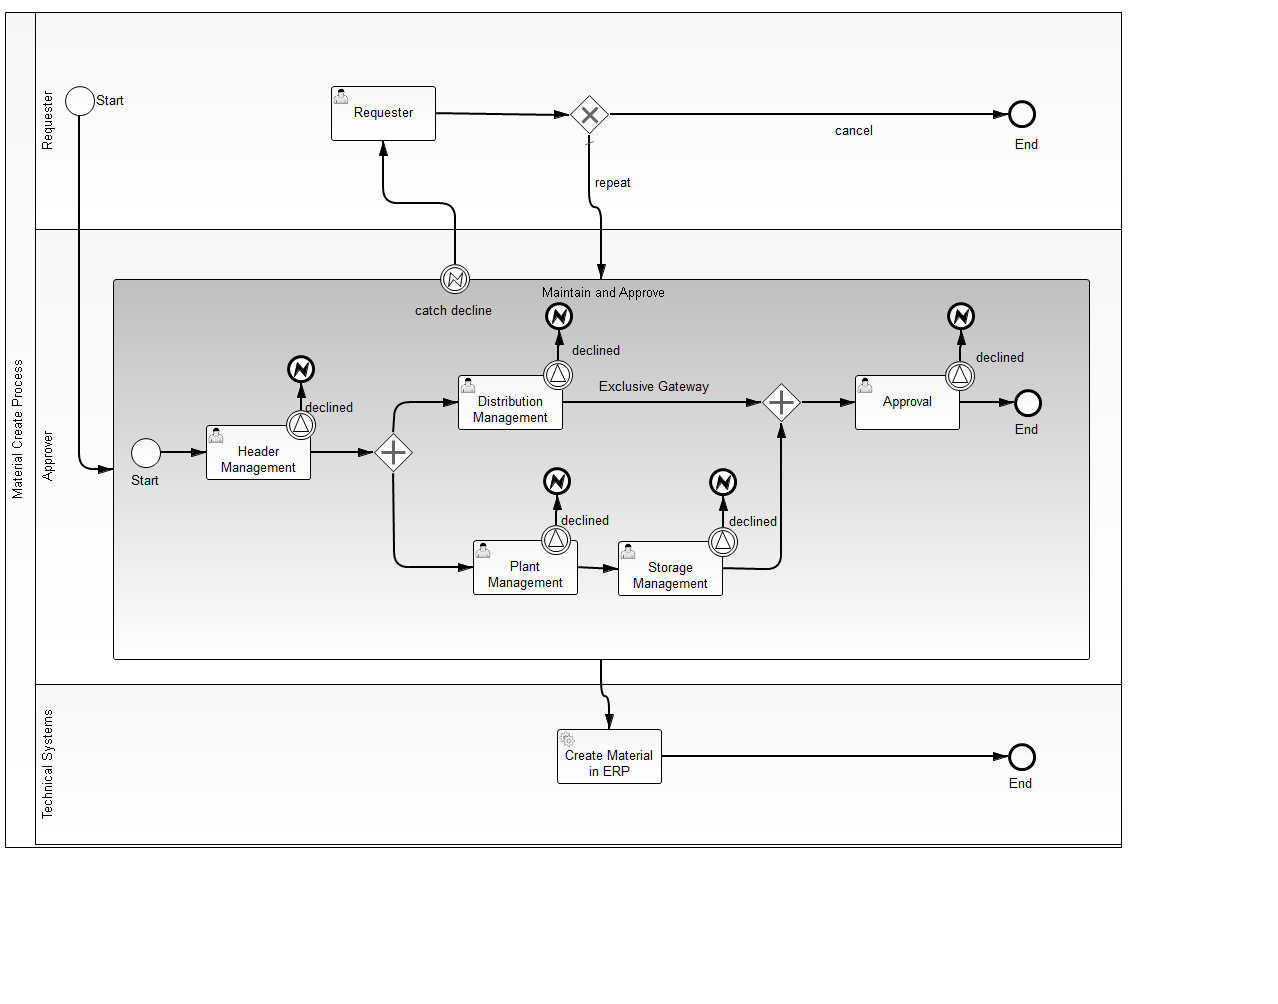 Material Create Process
Requester
Start
Requester
cancel
End
repeat
Approver
Maintain and Approve
catch decline
declined
declined
declined
Exclusive Gateway
Distribution
Management
Approval
End
declined
Header
Management
Start
declined
declined
Plant
Management
Storage
Management
Technical Systems
Create Material
in ERP
End